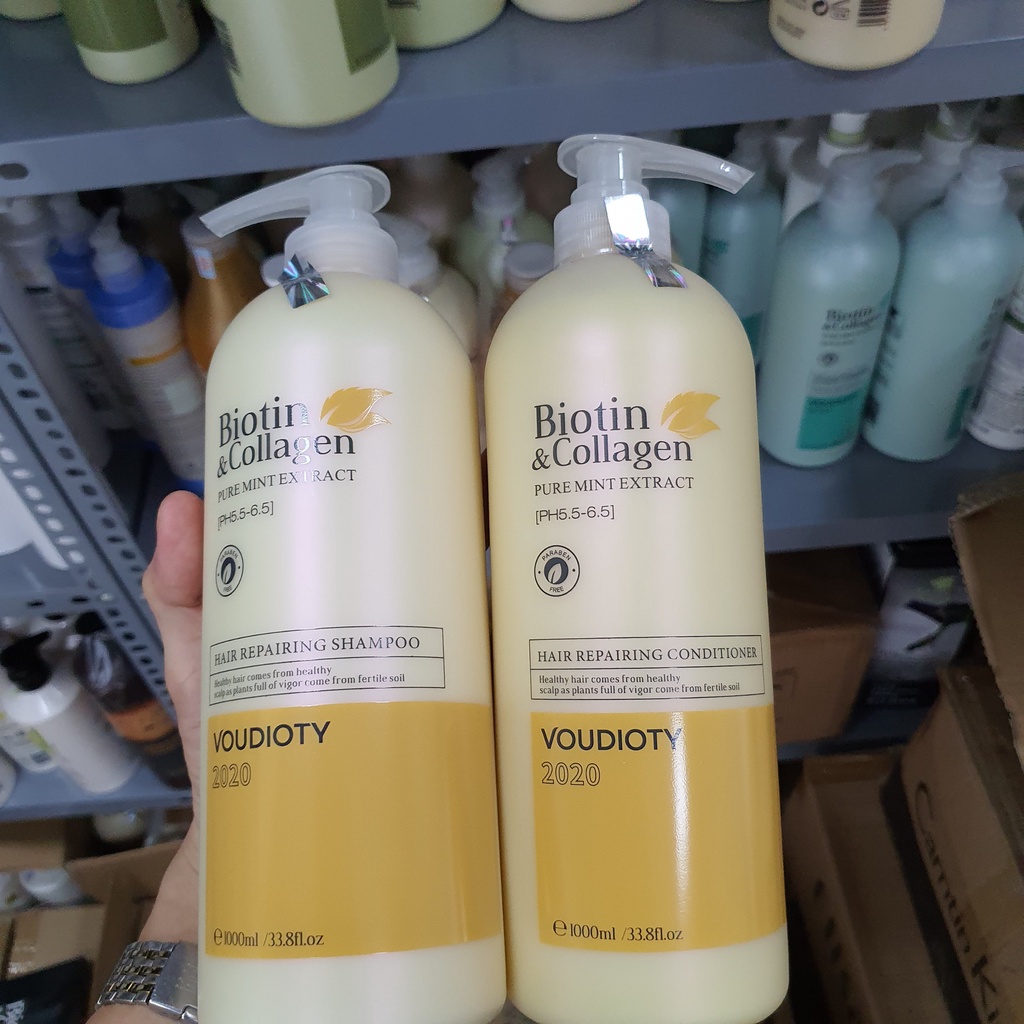 Biotin
&Collagen
PURE MINT EXTRACT
[PH5.5-6.5]
PARABEN
FREE
HAIR REPAIRING SHAMPOO
Healthy hair comes from healthy
scalp as plants full of vigor come from fertile soil
VOUDIOTY
2020
℮1000ml /33.8fl.oz
Biotin
&Collagen
PURE MINT EXTRACT
[PH5.5-6.5]
PARABEN
FREE
HAIR REPAIRING CONDITIONER
Healthy hair comes from healthy
scalp as plants full of vigor come from fertile soil
VOUDIOTY
2020
℮1000ml /33.8fl.oz
Biotin
&Collagen